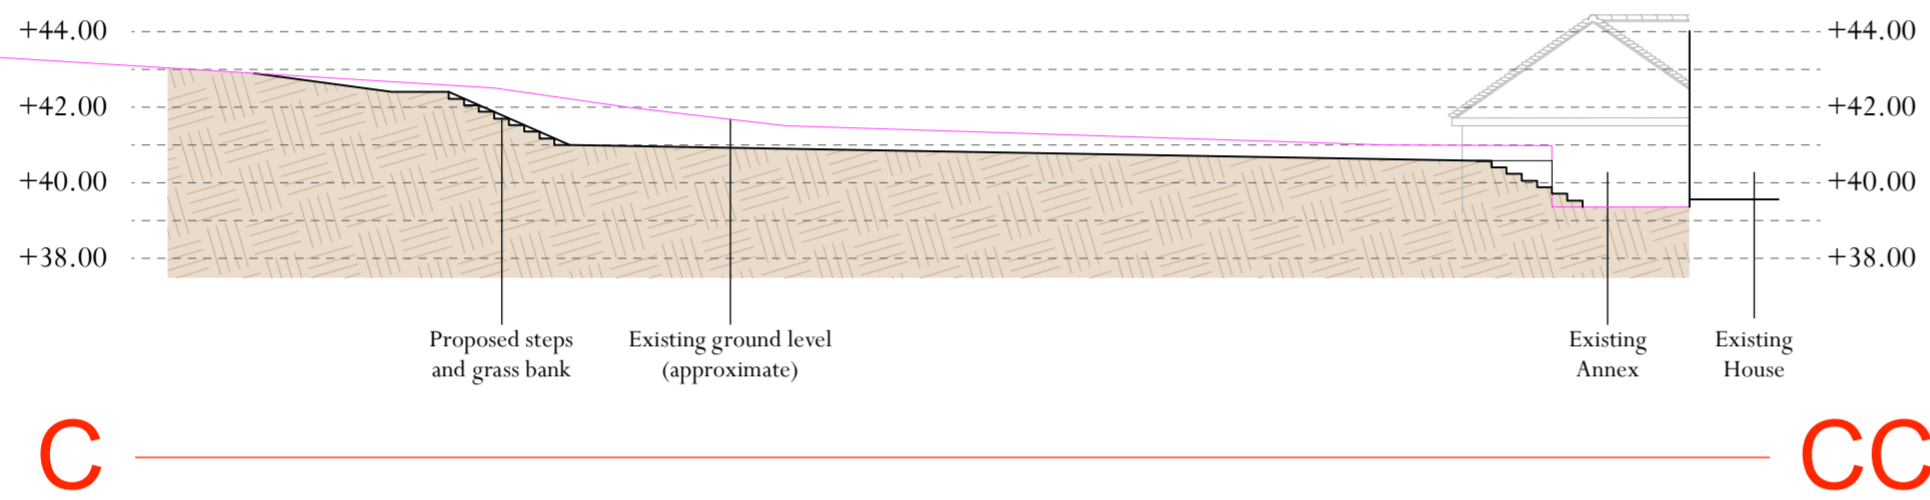 +44.00
+44.00
+42.00
+42.00
+40.00
+40.00
+38.00
+38.00
Proposed steps
and grass bank
Existing ground level
(approximate)
Existing
Annex
Existing
House
C
CC